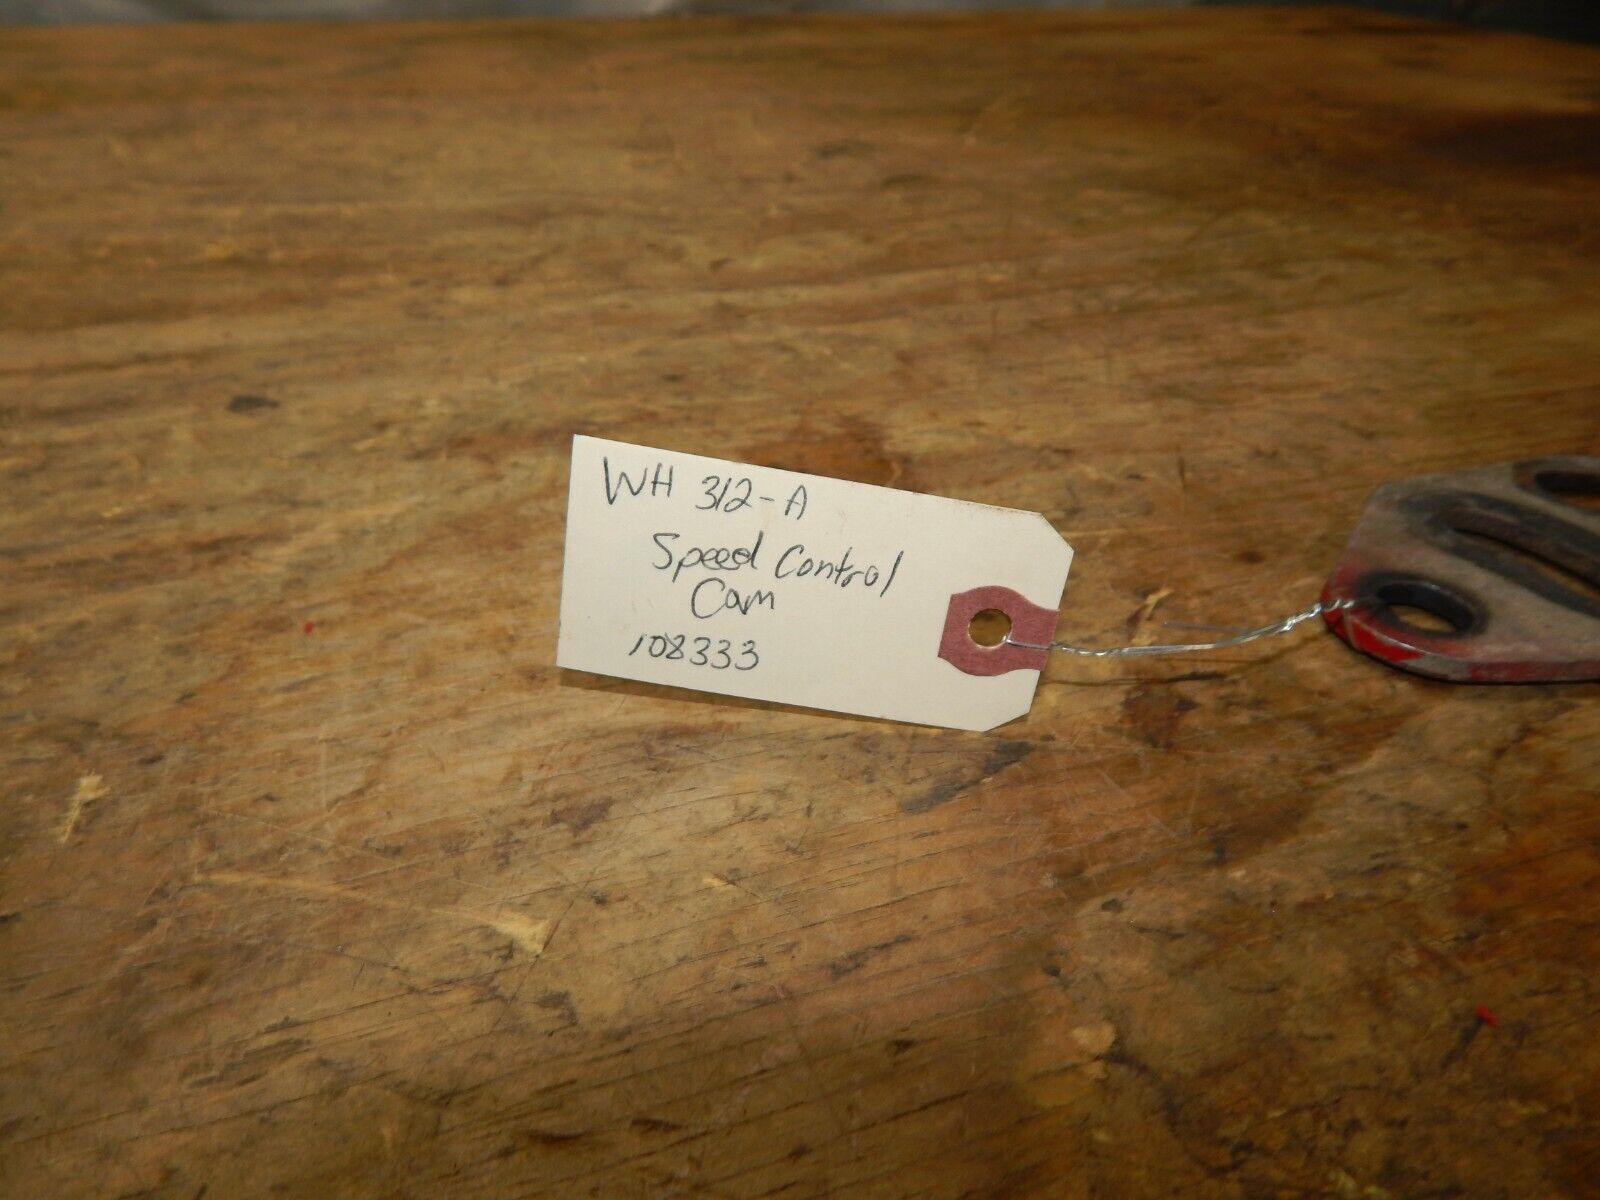 WH 312-A
Speed Control
Cam
108333